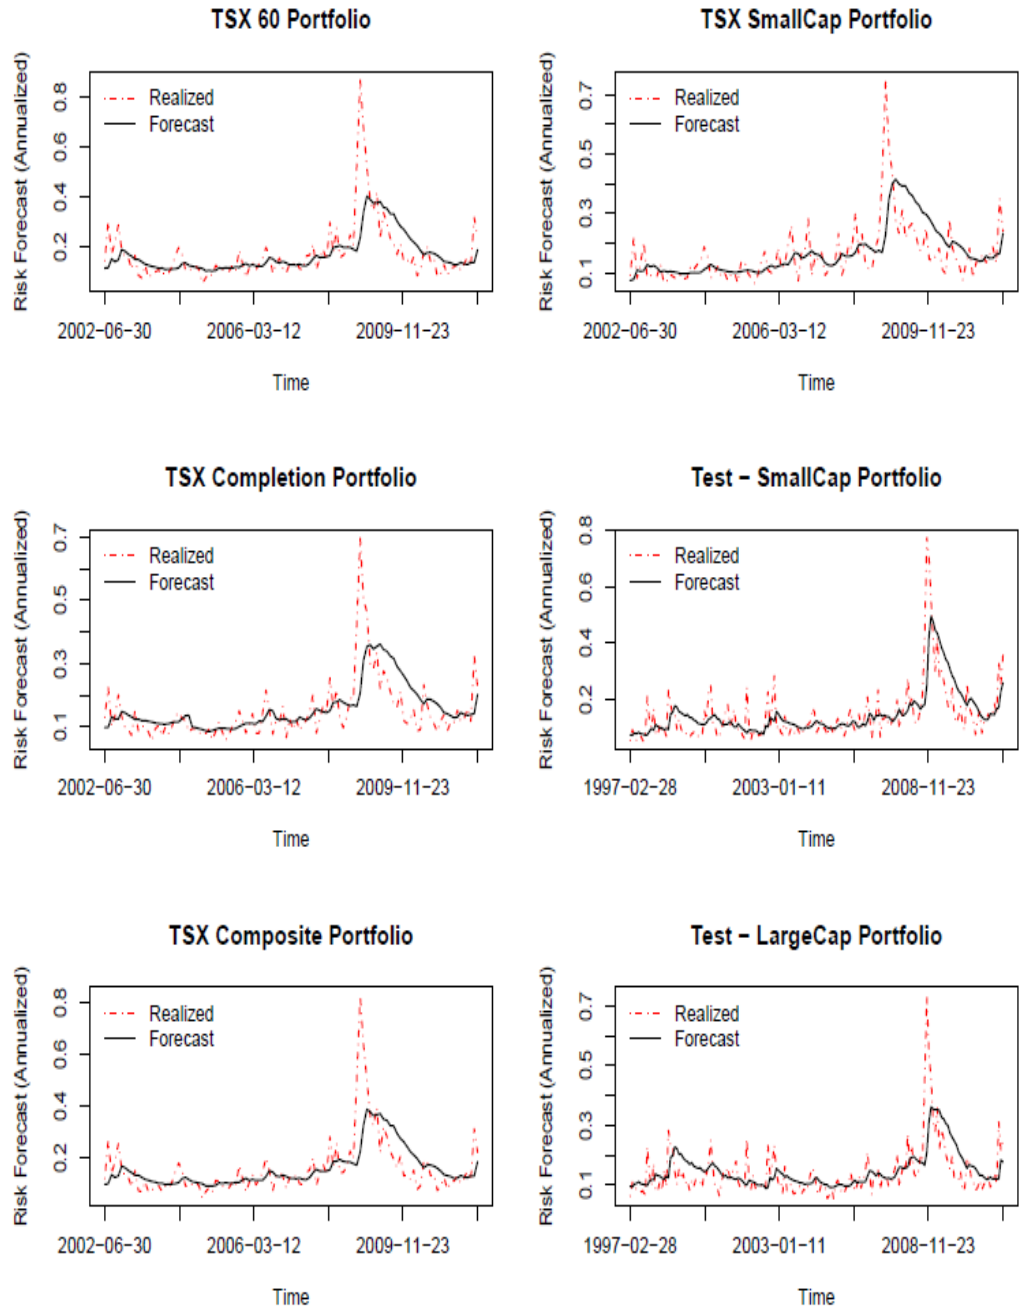 TSX 60 Portfolio
Risk Forecast (Annualized)
0.8
0.6
0.4
0.2
Realized
Forecast
2002−06−30 2006−03−12 2009−11−23
Time
TSX SmallCap Portfolio
Risk Forecast (Annualized)
0.7
0.5
0.3
0.1
Realized
Forecast
2002−06−30 2006−03−12 2009−11−23
Time
TSX Completion Portfolio
Risk Forecast (Annualized)
0.7
0.5
0.3
0.1
Realized
Forecast
2002−06−30 2006−03−12 2009−11−23
Time
Test − SmallCap Portfolio
Risk Forecast (Annualized)
0.8
0.6
0.4
0.2
Realized
Forecast
1997−02−28 2003−01−11 2008−11−23
Time
TSX Composite Portfolio
Risk Forecast (Annualized)
0.8
0.6
0.4
0.2
Realized
Forecast
2002−06−30 2006−03−12 2009−11−23
Time
Test − LargeCap Portfolio
Risk Forecast (Annualized)
0.7
0.5
0.3
0.1
Realized
Forecast
1997−02−28 2003−01−11 2008−11−23
Time